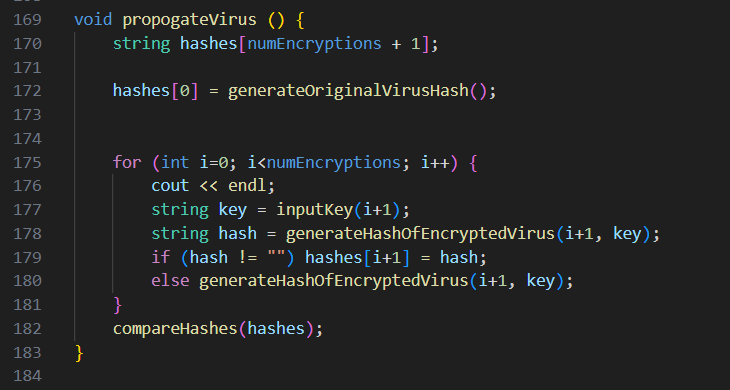 169 void propogateVirus () {
170 string hashes[numEncryptions + 1];
171
172 hashes[0] = generateOriginalVirusHash();
173
174
175 for (int i=0; i<numEncryptions; i++) {
176 cout << endl;
177 string key = inputKey(i+1);
178 string hash = generateHashOfEncryptedVirus(i+1, key);
179 if (hash != "") hashes[i+1] = hash;
180 else generateHashOfEncryptedVirus(i+1, key);
181 }
182 compareHashes(hashes);
183 }
184